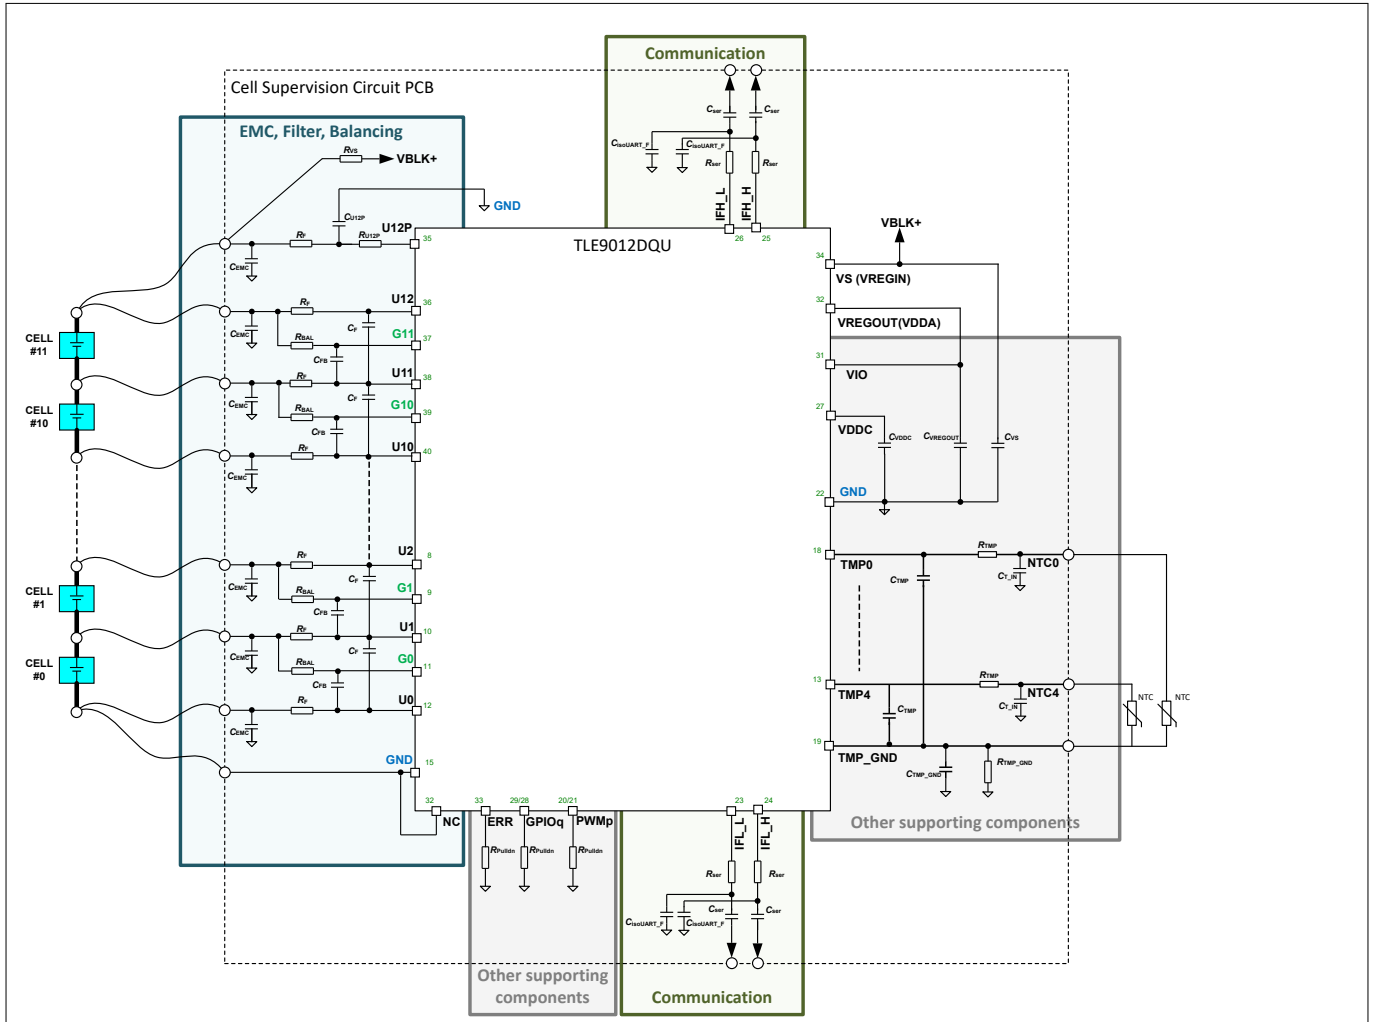 Communication
Cell Supervision Circuit PCB
EMC, Filter, Balancing
RVS
VBLK+
CU12P
GND
U12P
35
RF
RU12P
CEMC
Cser
Cser
CisoUART_F
CisoUART_F
Rser
Rser
IFH_L
IFH_H
26
25
TLE9012DQU
VBLK+
34
VS (VREGIN)
32
VREGOUT(VDDA)
31
VIO
27
VDDC
CVDDC
CVREGOUT
CVS
22
GND
RF
U12
36
CEMC
CF
RBAL
G11
37
CFB
CELL
#11
RF
U11
38
CEMC
CF
RBAL
G10
39
CFB
CELL
#10
RF
U10
40
CEMC
RF
U2
8
CEMC
CF
RBAL
G1
9
CFB
CELL
#1
RF
U1
10
CEMC
CF
RBAL
G0
11
CFB
CELL
#0
RF
U0
12
CEMC
GND
15
18
TMP0
RTMP
NTC0
CTMP
CT_IN
13
TMP4
RTMP
NTC4
CTMP
CT_IN
NTC
NTC
19
TMP_GND
CTMP_GND
RTMP_GND
Other supporting components
32
NC
33
ERR
29/28
GPIOq
20/21
PWMp
RPulldn
RPulldn
RPulldn
23
24
IFL_L
IFL_H
Rser
Rser
Cser
Cser
CisoUART_F
CisoUART_F
Other supporting
components
Communication